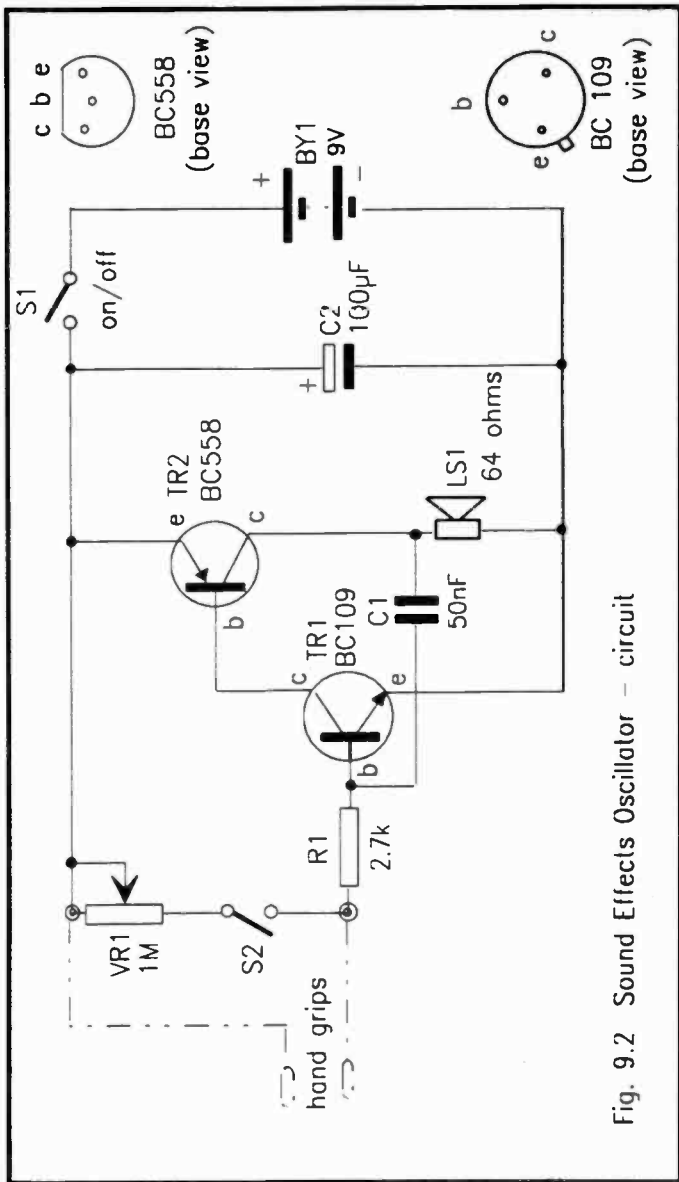 S1
on/off
c b e
BC558
(base view)
TR2
BC558
e
b
c
VR1
1M
S2
hand grips
R1
2.7k
TR1
BC109
c
b
e
C1
50nF
LS1
64 ohms
+
C2
100µF
+
BY1
9V
–
b
e
c
BC 109
(base view)
Fig. 9.2 Sound Effects Oscillator – circuit